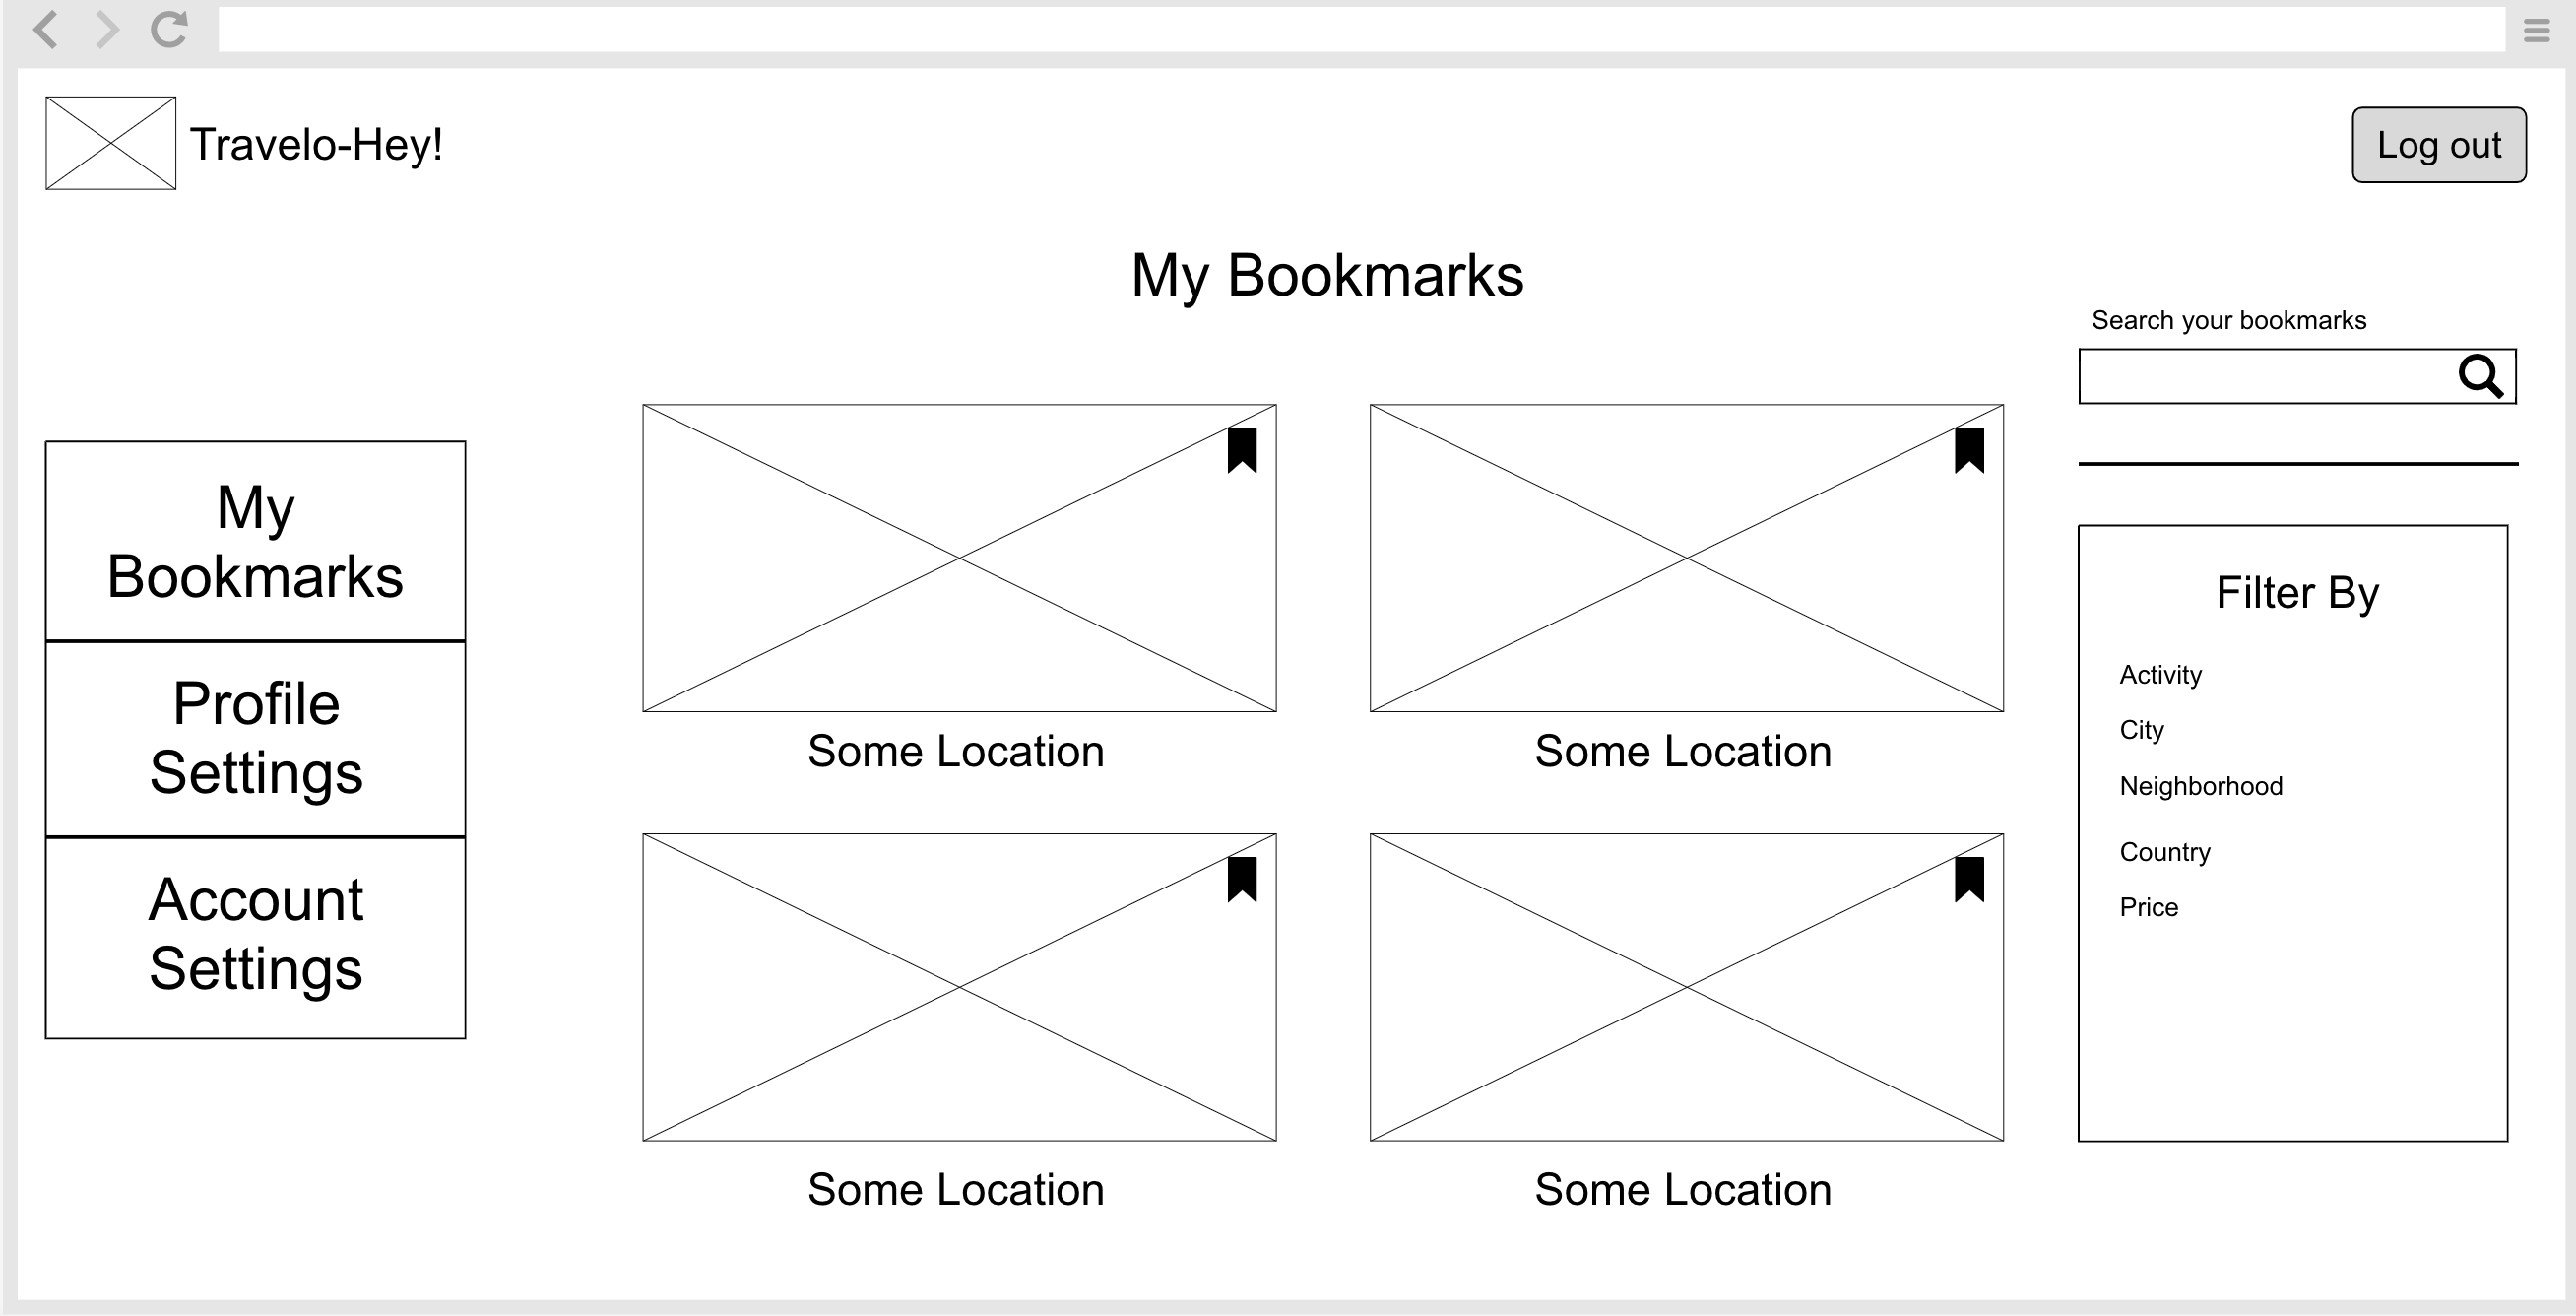 Travelo-Hey!
Log out
My Bookmarks
Search your bookmarks
My
Bookmarks
Profile
Settings
Account
Settings
Some Location
Some Location
Some Location
Some Location
Filter By
Activity
City
Neighborhood
Country
Price